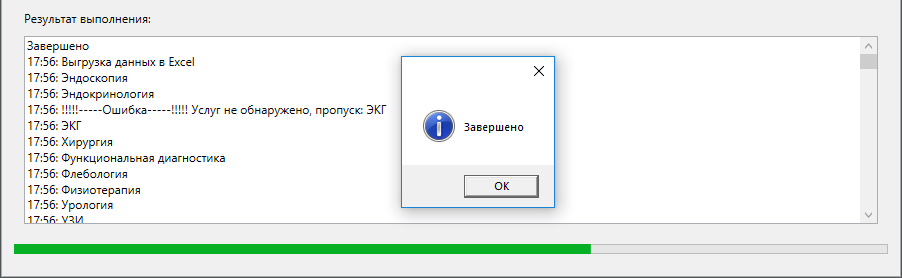 Результат выполнения:
Завершено
17:56: Выгрузка данных в Excel
17:56: Эндоскопия
17:56: Эндокринология
17:56: !!!!!-----Ошибка-----!!!!! Услуг не обнаружено, пропуск: ЭКГ
17:56: ЭКГ
17:56: Хирургия
17:56: Функциональная диагностика
17:56: Флебология
17:56: Физиотерапия
17:56: Урология
17:56: УЗИ
Завершено
ОК